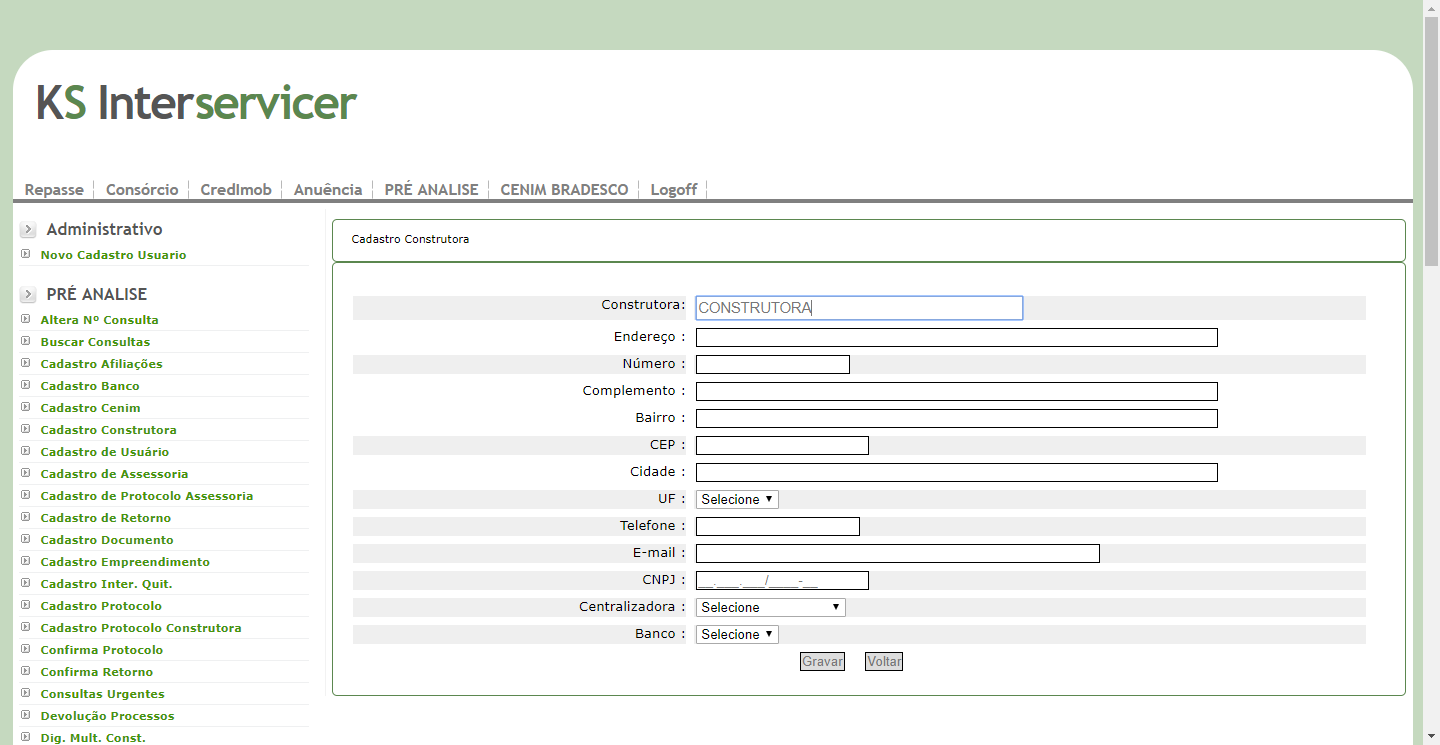 KS Interservicer
Repasse Consórcio CredImob Anuência PRÉ ANALISE CENIM BRADESCO Logoff
Administrativo
Novo Cadastro Usuario
PRÉ ANALISE
Altera Nº Consulta
Buscar Consultas
Cadastro Afiliações
Cadastro Banco
Cadastro Cenim
Cadastro Construtora
Cadastro de Usuário
Cadastro de Assessoria
Cadastro de Protocolo Assessoria
Cadastro de Retorno
Cadastro Documento
Cadastro Empreendimento
Cadastro Inter. Quit.
Cadastro Protocolo
Cadastro Protocolo Construtora
Confirma Protocolo
Confirma Retorno
Consultas Urgentes
Devolução Processos
Dig. Mult. Const.
Cadastro Construtora
Construtora: CONSTRUTORA
Endereço :
Número :
Complemento :
Bairro :
CEP :
Cidade :
UF : Selecione
Telefone :
E-mail :
CNPJ : __.___.___/____-__
Centralizadora : Selecione
Banco : Selecione
Gravar Voltar